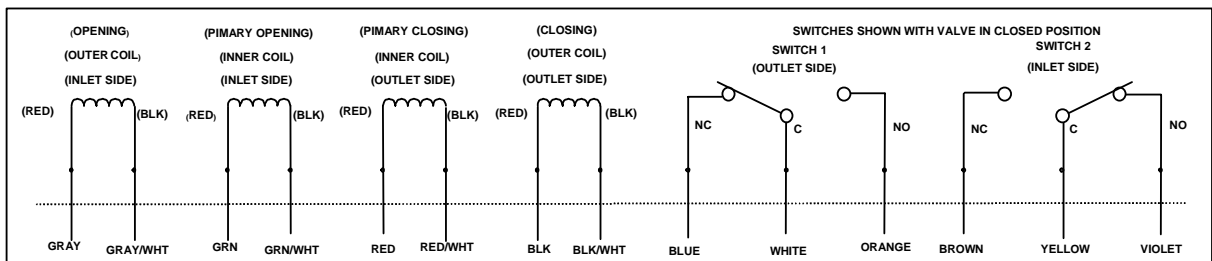 (OPENING)
(OUTER COIL)
(INLET SIDE)
(RED)
(BLK)
GRAY
GRAY/WHT
(PIMARY OPENING)
(INNER COIL)
(INLET SIDE)
(RED)
(BLK)
GRN
GRN/WHT
(PIMARY CLOSING)
(INNER COIL)
(OUTLET SIDE)
(RED)
(BLK)
RED
RED/WHT
(CLOSING)
(OUTER COIL)
(OUTLET SIDE)
(RED)
(BLK)
BLK
BLK/WHT
SWITCHES SHOWN WITH VALVE IN CLOSED POSITION
SWITCH 1
(OUTLET SIDE)
NC
C
NO
BLUE
WHITE
ORANGE
SWITCH 2
(INLET SIDE)
NC
C
NO
BROWN
YELLOW
VIOLET